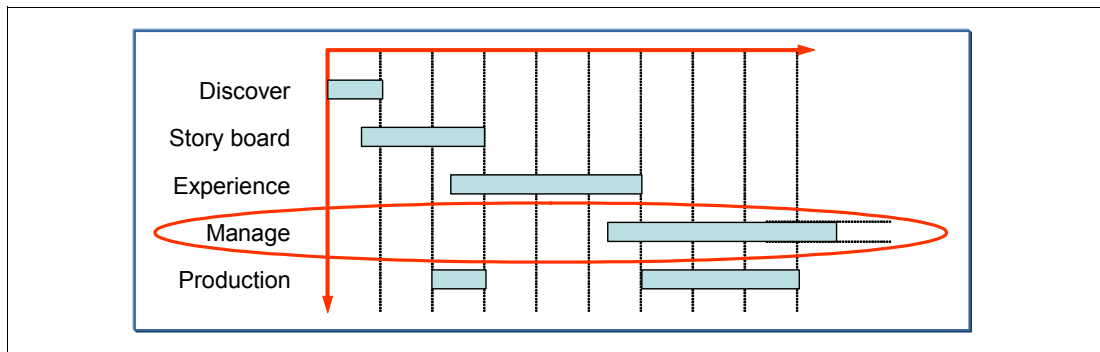 Discover
Story board
Experience
Manage
Production